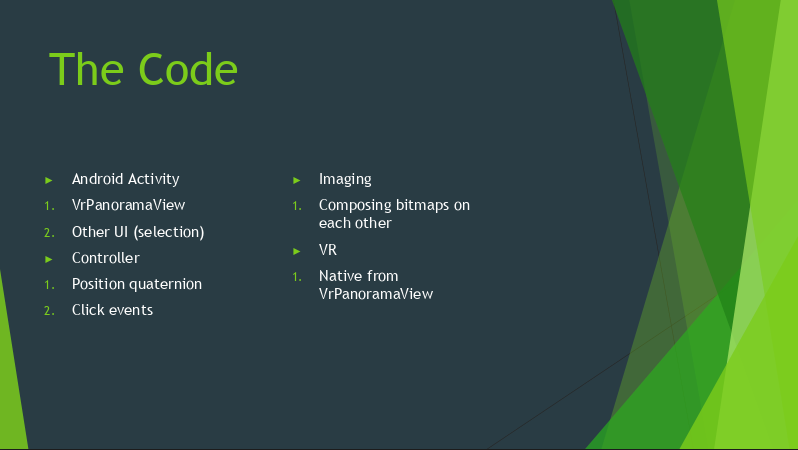 The Code
► Android Activity
1. VrPanoramaView
2. Other UI (selection)
► Controller
1. Position quaternion
2. Click events
► Imaging
1. Composing bitmaps on
each other
► VR
1. Native from
VrPanoramaView